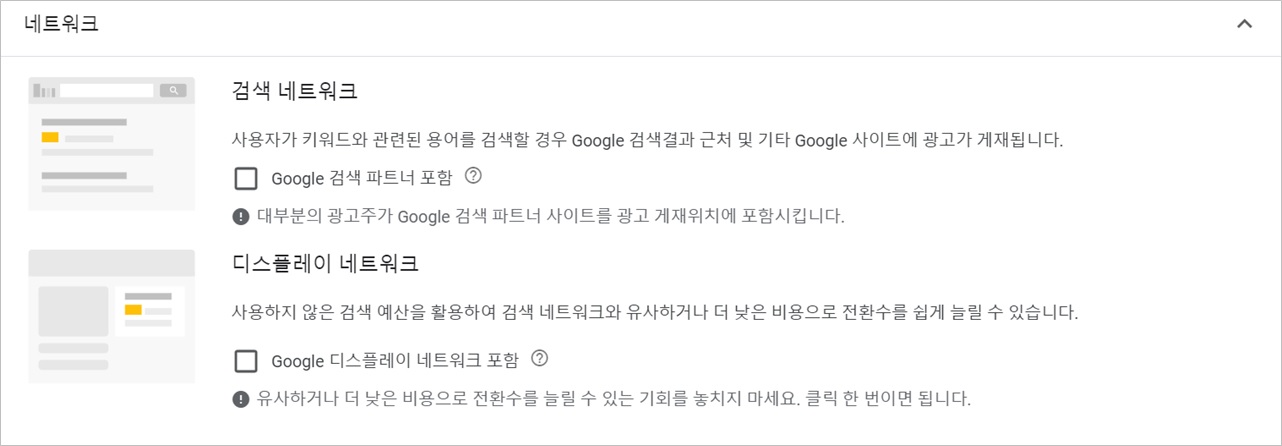 네트워크
검색 네트워크
사용자가 키워드와 관련된 용어를 검색할 경우 Google 검색결과 근처 및 기타 Google 사이트에 광고가 게재됩니다.
Google 검색 파트너 포함
대부분의 광고주가 Google 검색 파트너 사이트를 광고 게재위치에 포함시킵니다.
디스플레이 네트워크
사용하지 않은 검색 예산을 활용하여 검색 네트워크와 유사하거나 더 낮은 비용으로 전환수를 쉽게 늘릴 수 있습니다.
Google 디스플레이 네트워크 포함
유사하거나 더 낮은 비용으로 전환수를 늘릴 수 있는 기회를 놓치지 마세요. 클릭 한 번이면 됩니다.